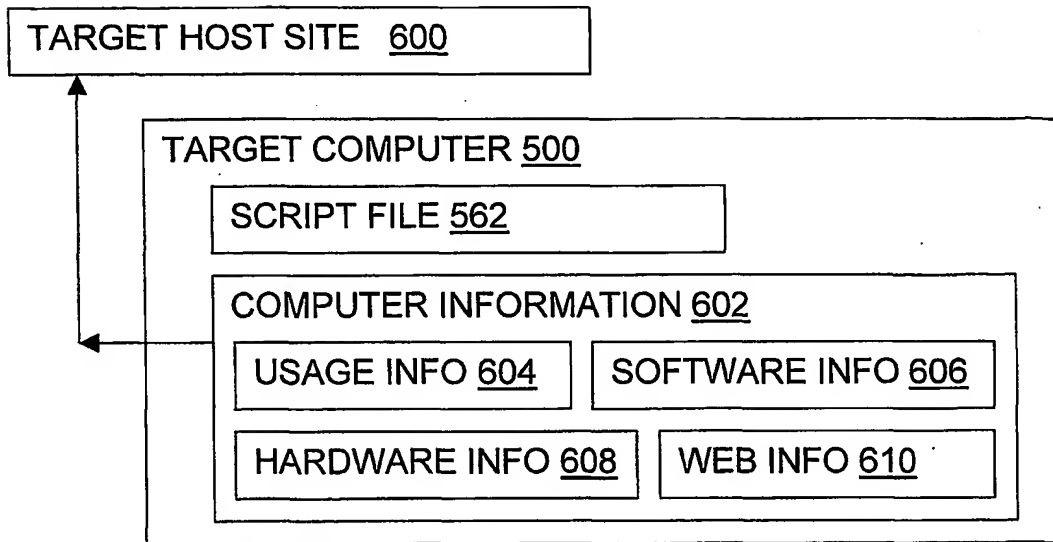 TARGET HOST SITE 600
TARGET COMPUTER 500
SCRIPT FILE 562
COMPUTER INFORMATION 602
USAGE INFO 604
SOFTWARE INFO 606
HARDWARE INFO 608
WEB INFO 610